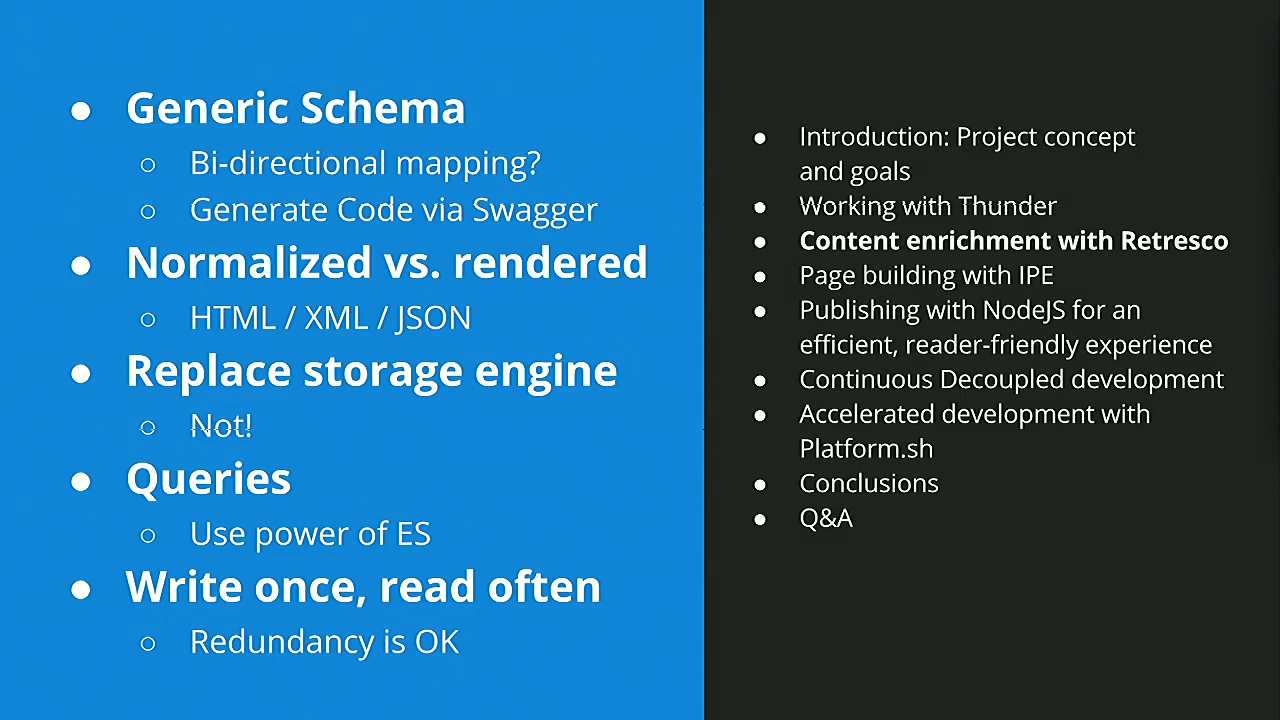 ● Generic Schema
○ Bi-directional mapping?
○ Generate Code via Swagger
● Normalized vs. rendered
○ HTML / XML / JSON
● Replace storage engine
○ Not!
● Queries
○ Use power of ES
● Write once, read often
○ Redundancy is OK
● Introduction: Project concept
and goals
● Working with Thunder
● Content enrichment with Retresco
● Page building with IPE
● Publishing with NodeJS for an
efficient, reader-friendly experience
● Continuous Decoupled development
● Accelerated development with
Platform.sh
● Conclusions
● Q&A